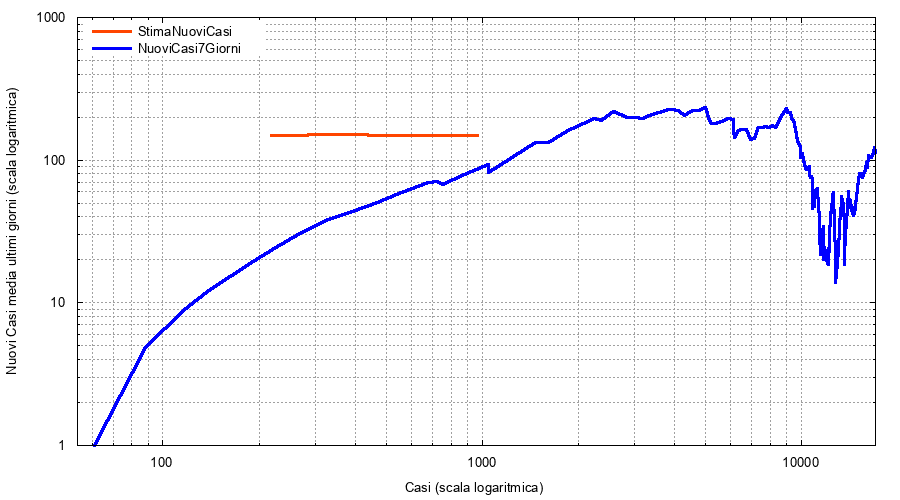 1000
StimaNuoviCasi
NuoviCasi7Giorni
100
10
1
100
1000
10000
Nuovi Casi media ultimi giorni (scala logaritmica)
Casi (scala logaritmica)